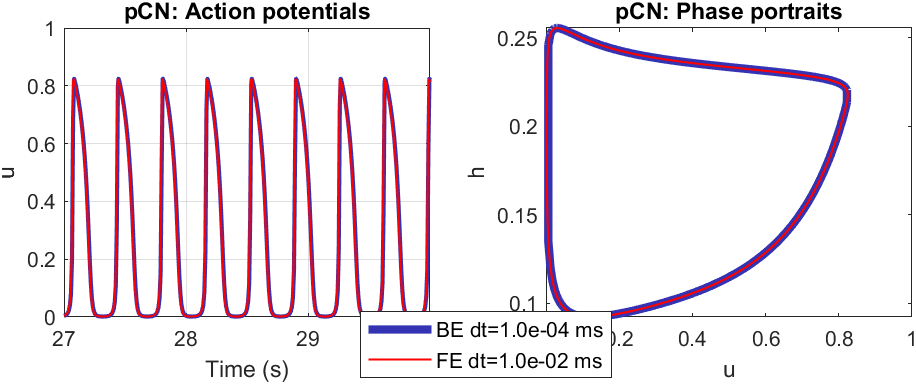 pCN: Action potentials
u
1
0.8
0.6
0.4
0.2
0
27
28
29
Time (s)
pCN: Phase portraits
h
0.25
0.2
0.15
0.1
0.2
0.4
0.6
0.8
1
u
BE dt=1.0e-04 ms
FE dt=1.0e-02 ms